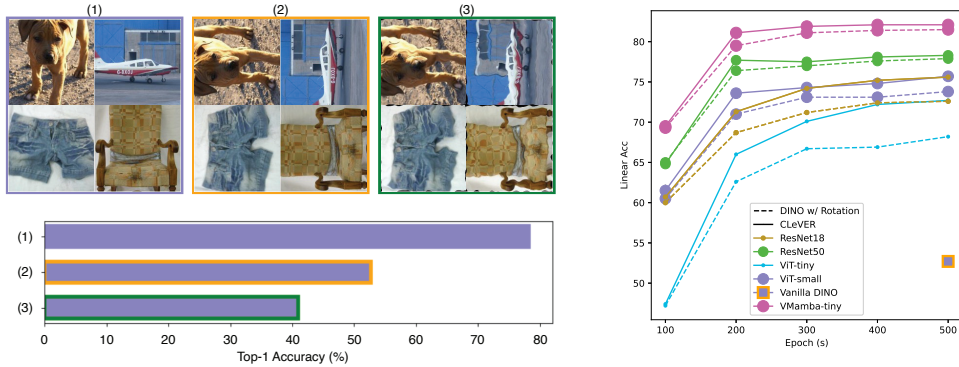 (1)
(2)
(3)
(1)
(2)
(3)
0 10 20 30 40 50 60 70 80
Top-1 Accuracy (%)
80
75
70
65
60
55
50
Linear Acc
DINO w/ Rotation
CLeVER
ResNet18
ResNet50
ViT-tiny
ViT-small
Vanilla DINO
VMamba-tiny
100 200 300 400 500
Epoch (s)